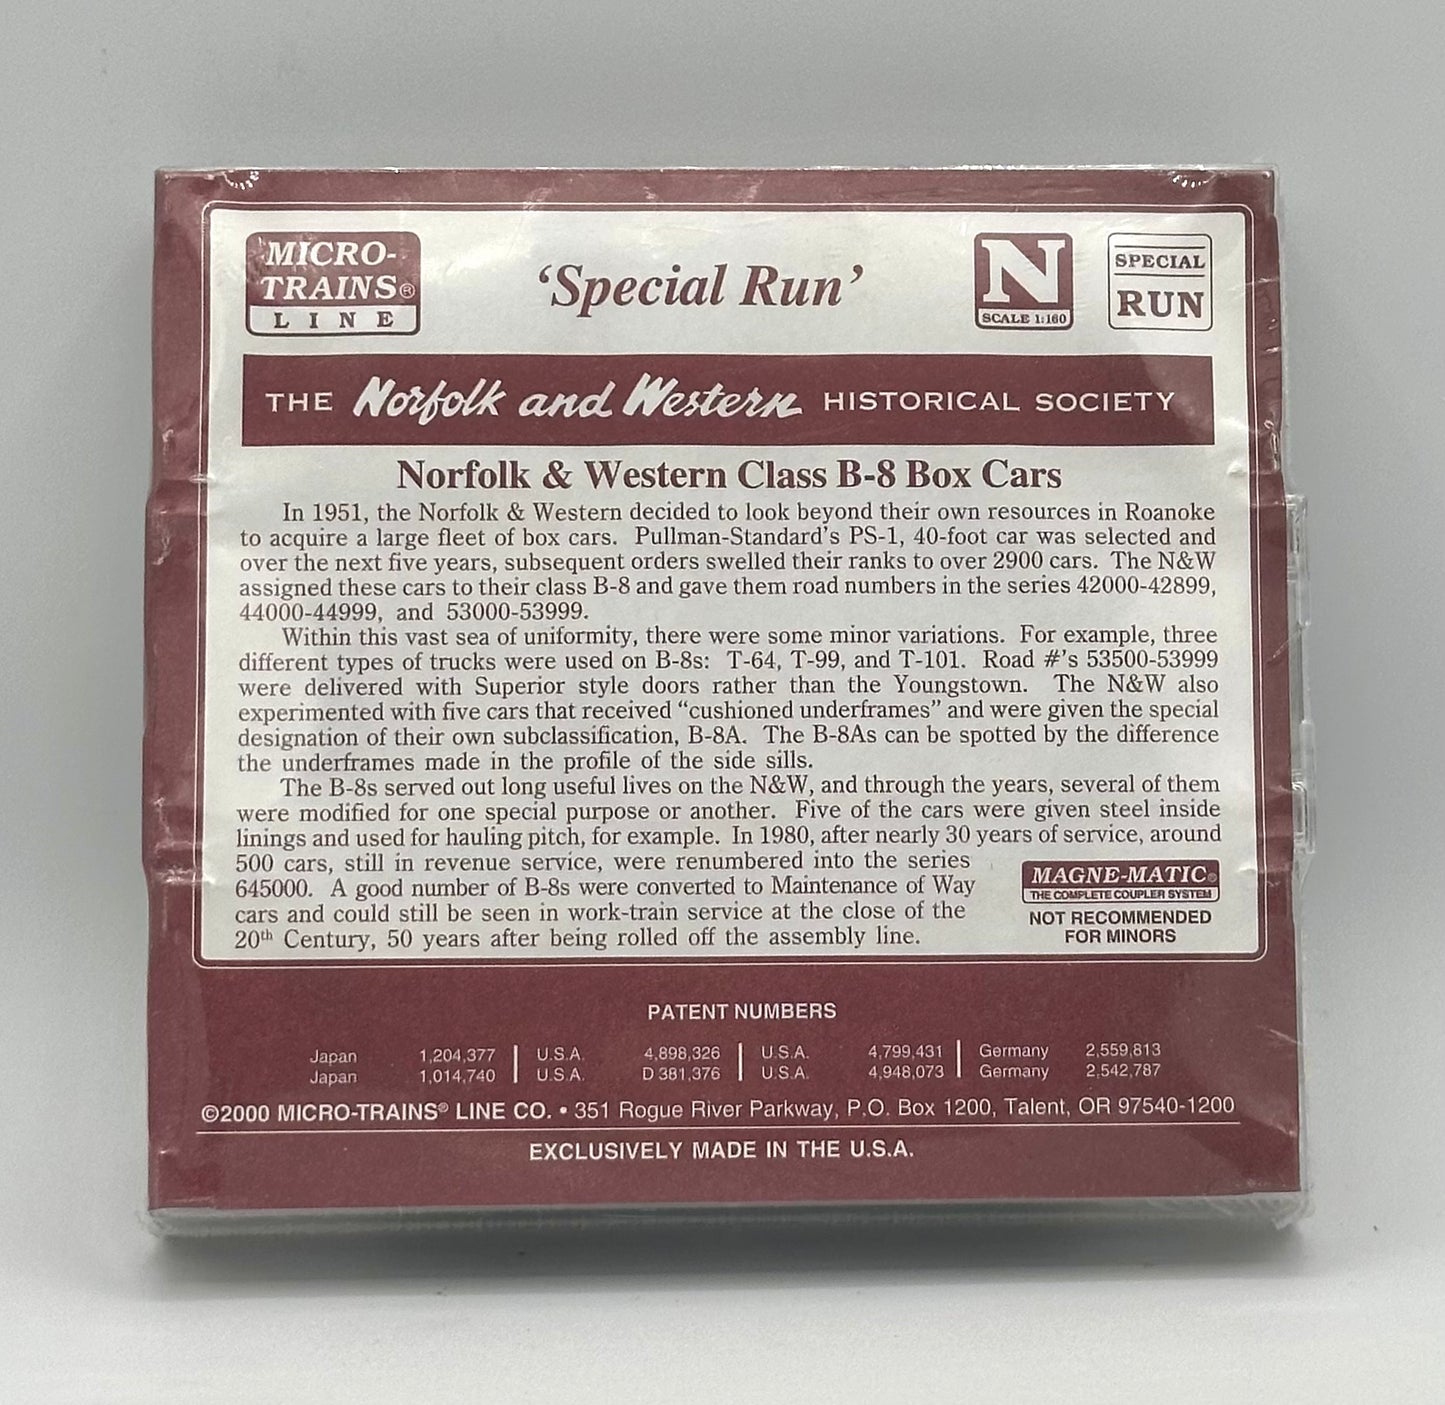 MICRO-
TRAINS®
LINE
‘Special Run’
N
SCALE 1:160
SPECIAL
RUN
THE Norfolk and Western HISTORICAL SOCIETY
Norfolk & Western Class B-8 Box Cars
In 1951, the Norfolk & Western decided to look beyond their own resources in Roanoke
to acquire a large fleet of box cars. Pullman-Standard's PS-1, 40-foot car was selected and
over the next five years, subsequent orders swelled their ranks to over 2900 cars. The N&W
assigned these cars to their class B-8 and gave them road numbers in the series 42000-42899,
44000-44999, and 53000-53999.
Within this vast sea of uniformity, there were some minor variations. For example, three
different types of trucks were used on B-8s: T-64, T-99, and T-101. Road #'s 53500-53999
were delivered with Superior style doors rather than the Youngstown. The N&W also
experimented with five cars that received “cushioned underframes” and were given the special
designation of their own subclassification, B-8A. The B-8As can be spotted by the difference
the underframes made in the profile of the side sills.
The B-8s served out long useful lives on the N&W, and through the years, several of them
were modified for one special purpose or another. Five of the cars were given steel inside
linings and used for hauling pitch, for example. In 1980, after nearly 30 years of service, around
500 cars, still in revenue service, were renumbered into the series
645000. A good number of B-8s were converted to Maintenance of Way
cars and could still be seen in work-train service at the close of the
20th Century, 50 years after being rolled off the assembly line.
MAGNE-MATIC®
THE COMPLETE COUPLER SYSTEM
NOT RECOMMENDED
FOR MINORS
PATENT NUMBERS
Japan 1,204,377 | U.S.A. 4,898,326 | U.S.A. 4,799,431 | Germany 2,559,813
Japan 1,014,740 | U.S.A. D 381,376 | U.S.A. 4,948,073 | Germany 2,542,787
©2000 MICRO-TRAINS® LINE CO. • 351 Rogue River Parkway, P.O. Box 1200, Talent, OR 97540-1200
EXCLUSIVELY MADE IN THE U.S.A.